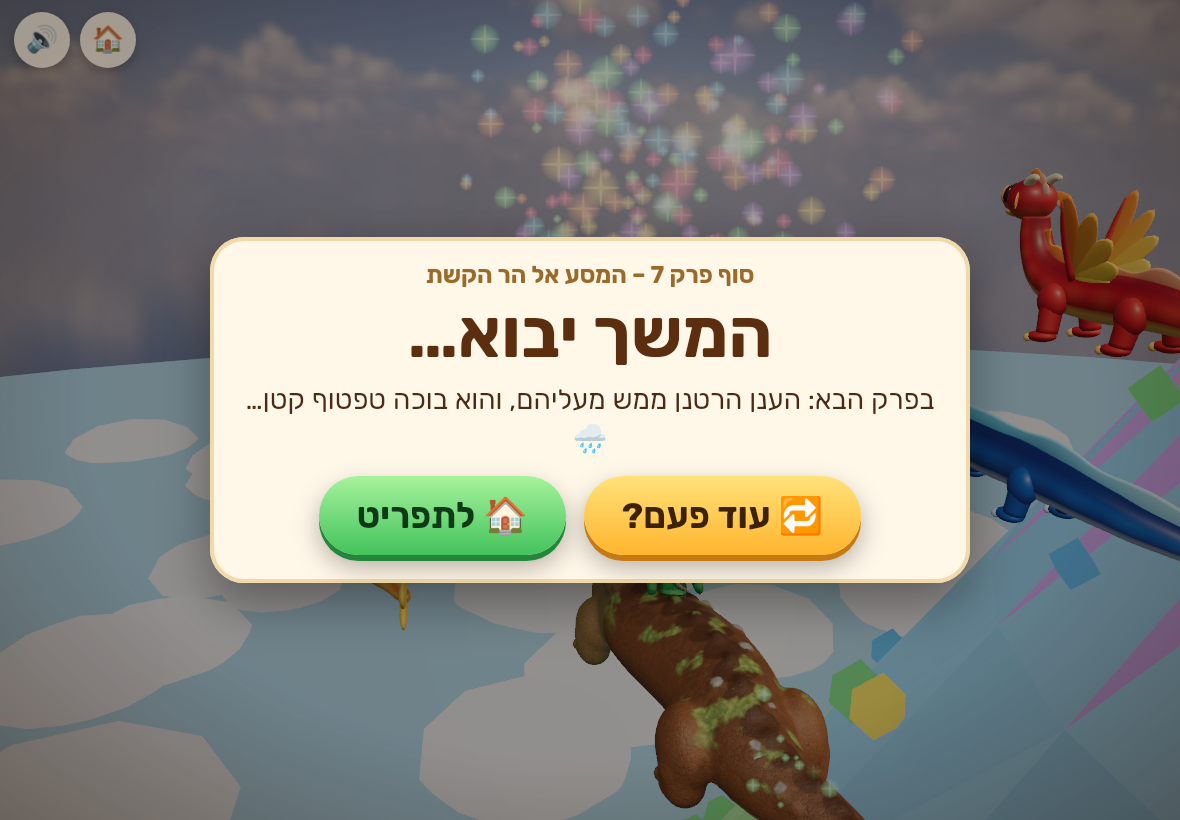 סוף פרק 7 – המסע אל הר הקשת
המשך יבוא...
בפרק הבא: הענן הרטנן ממש מעליהם, והוא בוכה טפטוף קטן...
עוד פעם?
לתפריט